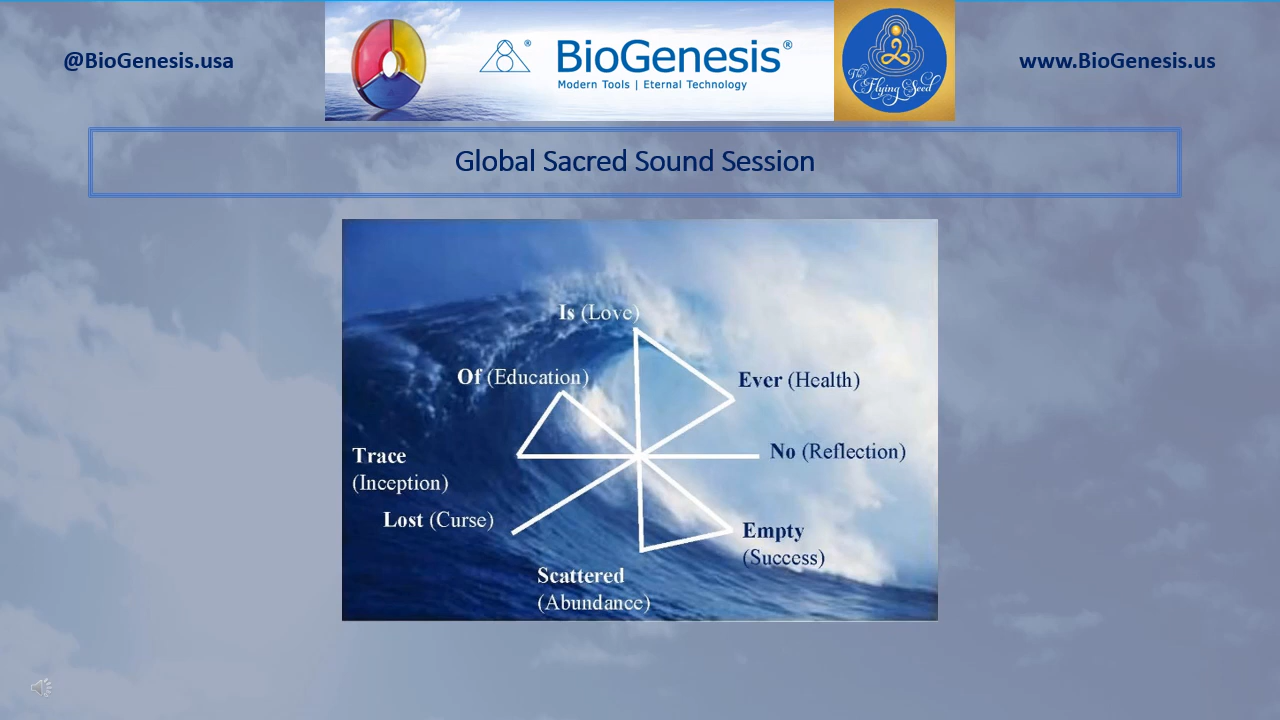 @BioGenesis.usa
BioGenesis®
Modern Tools | Eternal Technology
The
Flying Seed
www.BioGenesis.us
Global Sacred Sound Session
Is (Love)
Of (Education)
Ever (Health)
No (Reflection)
Trace
(Inception)
Lost (Curse)
Empty
(Success)
Scattered
(Abundance)